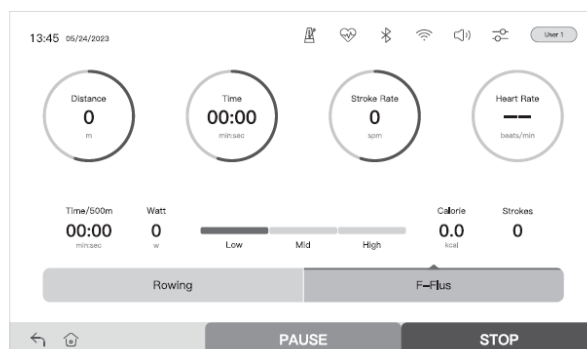 13:45 05/24/2023 User 1
Distance Time Stroke Rate Heart Rate
0 00:00 0 --
m min:sec spm beats/min
Time/500m Watt Calorie Strokes
00:00 0 0.0 0
min:sec w Low Mid High kcal
Rowing F-Flus
PAUSE STOP